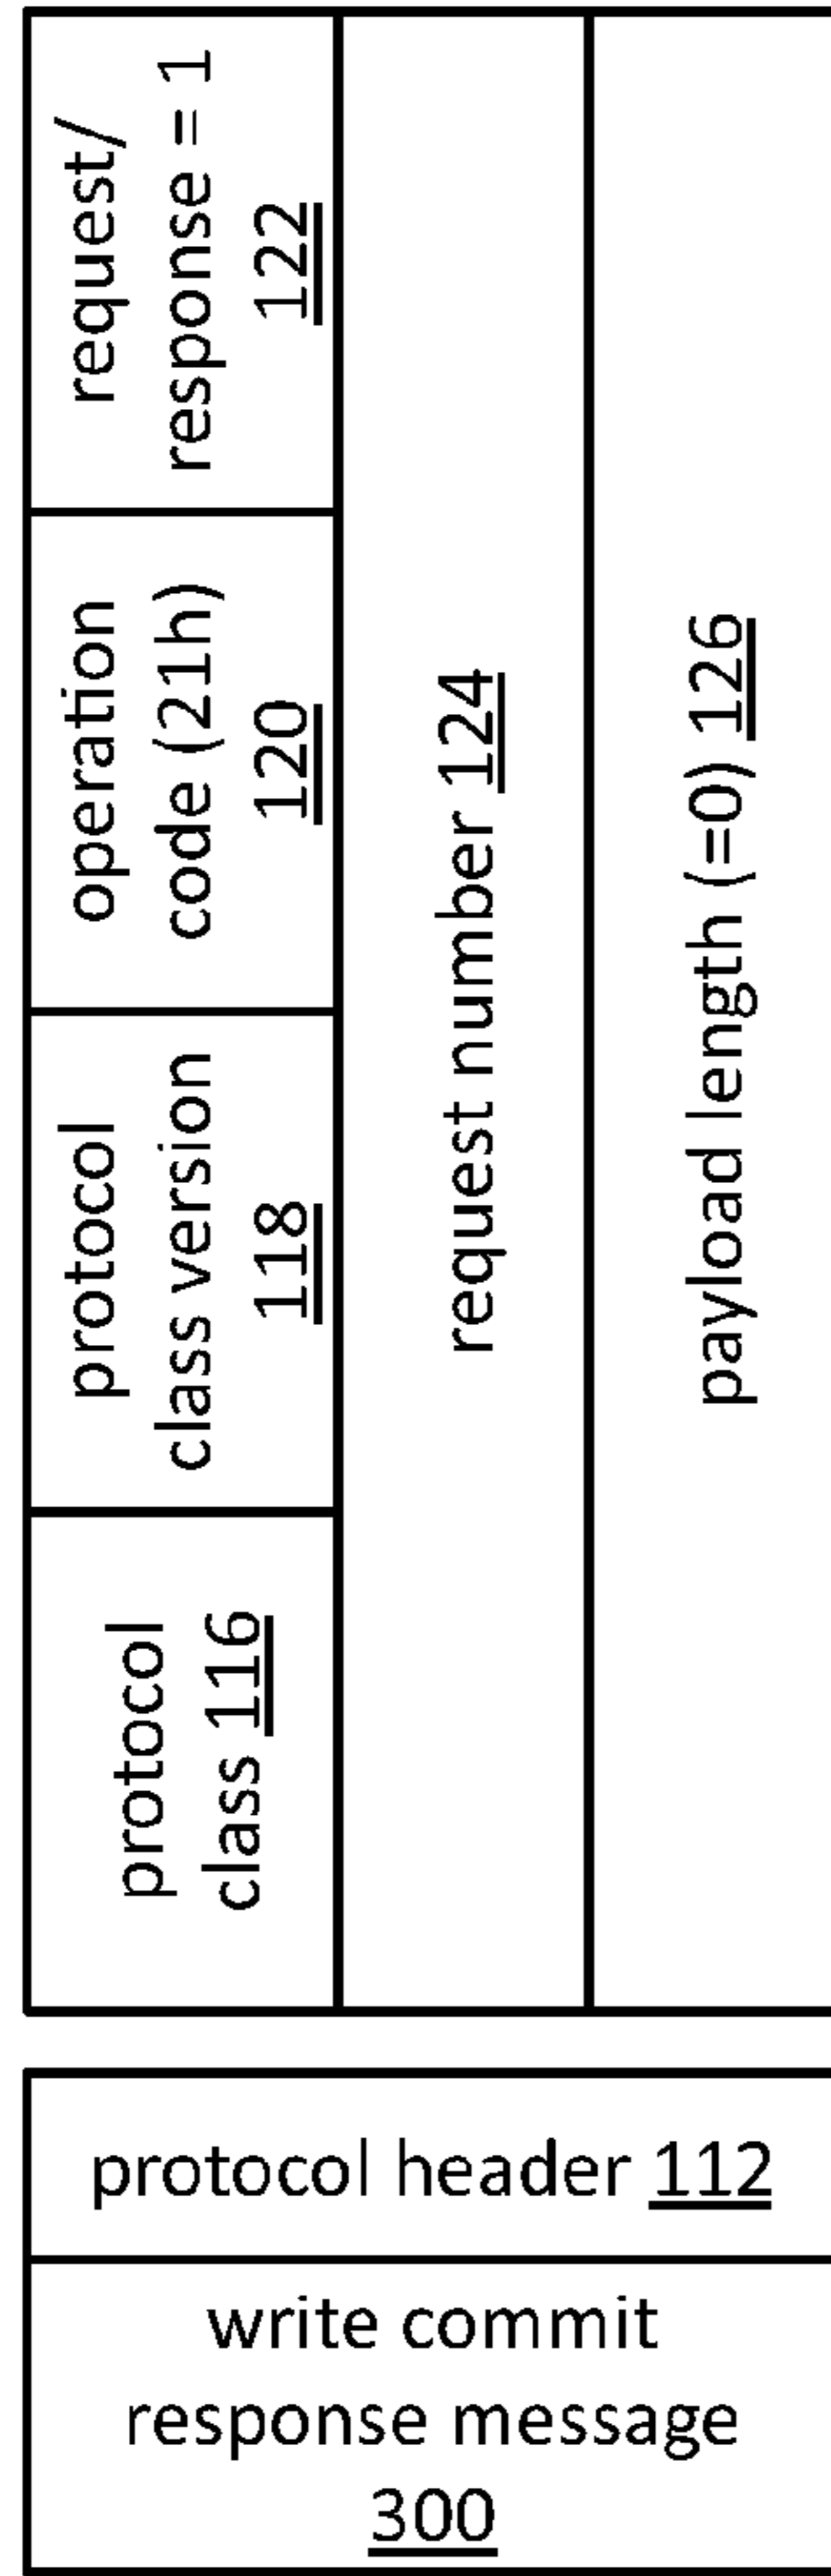 protocol
class 116
protocol
class version
118
operation
code (21h)
120
request/
response = 1
122
request number 124
payload length (=0) 126
protocol header 112
write commit
response message
300